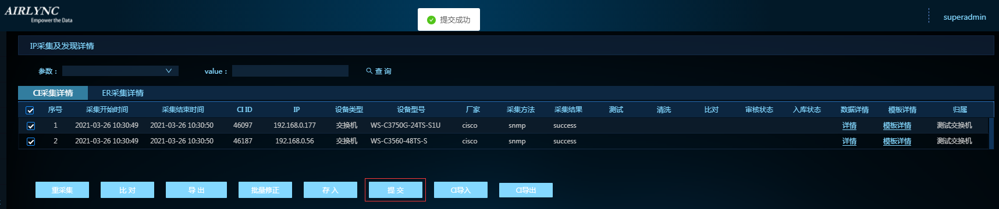 AIRLYNC
Empower the Data
提交成功
superadmin
IP采集及发现详情
参数： value： 查 询
CI采集详情 ER采集详情
序号 采集开始时间 采集结束时间 CI ID IP 设备类型 设备型号 厂家 采集方法 采集结果 测试 清洗 比对 审核状态 入库状态 数据详情 模板详情 归属
1 2021-03-26 10:30:49 2021-03-26 10:30:50 46097 192.168.0.177 交换机 WS-C3750G-24TS-S1U cisco snmp success 详情 模板详情 测试交换机
2 2021-03-26 10:30:49 2021-03-26 10:30:50 46187 192.168.0.56 交换机 WS-C3560-48TS-S cisco snmp success 详情 模板详情 测试交换机
重采集 比 对 导 出 批量修正 存 入 提 交 CI导入 CI导出